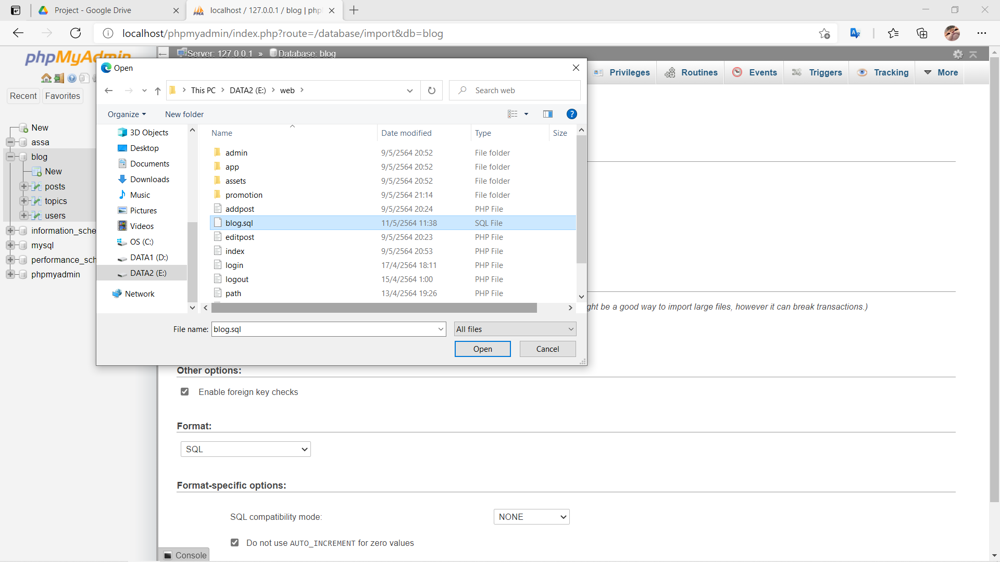 Project - Google Drive
localhost / 127.0.0.1 / blog | php
localhost/phpmyadmin/index.php?route=/database/import&db=blog
phpMyAdmin
Recent
Favorites
New
assa
blog
New
posts
topics
users
information_sche
mysql
performance_sch
phpmyadmin
Server: 127.0.0.1 » Database: blog
Privileges
Routines
Events
Triggers
Tracking
More
Open
This PC
DATA2 (E:)
web
Search web
Organize
New folder
3D Objects
Desktop
Documents
Downloads
Music
Pictures
Videos
OS (C:)
DATA1 (D:)
DATA2 (E:)
Network
Name Date modified Type Size
admin 9/5/2564 20:52 File folder
app 9/5/2564 20:52 File folder
assets 9/5/2564 20:52 File folder
promotion 9/5/2564 21:14 File folder
addpost 9/5/2564 20:24 PHP File
blog.sql 11/5/2564 11:38 SQL File
editpost 9/5/2564 20:23 PHP File
index 9/5/2564 20:53 PHP File
login 17/4/2564 18:11 PHP File
logout 15/4/2564 1:00 PHP File
path 13/4/2564 19:26 PHP File
File name: blog.sql
All files
Open
Cancel
ght be a good way to import large files, however it can break transactions.)
Other options:
Enable foreign key checks
Format:
SQL
Format-specific options:
SQL compatibility mode: NONE
Do not use AUTO_INCREMENT for zero values
Console